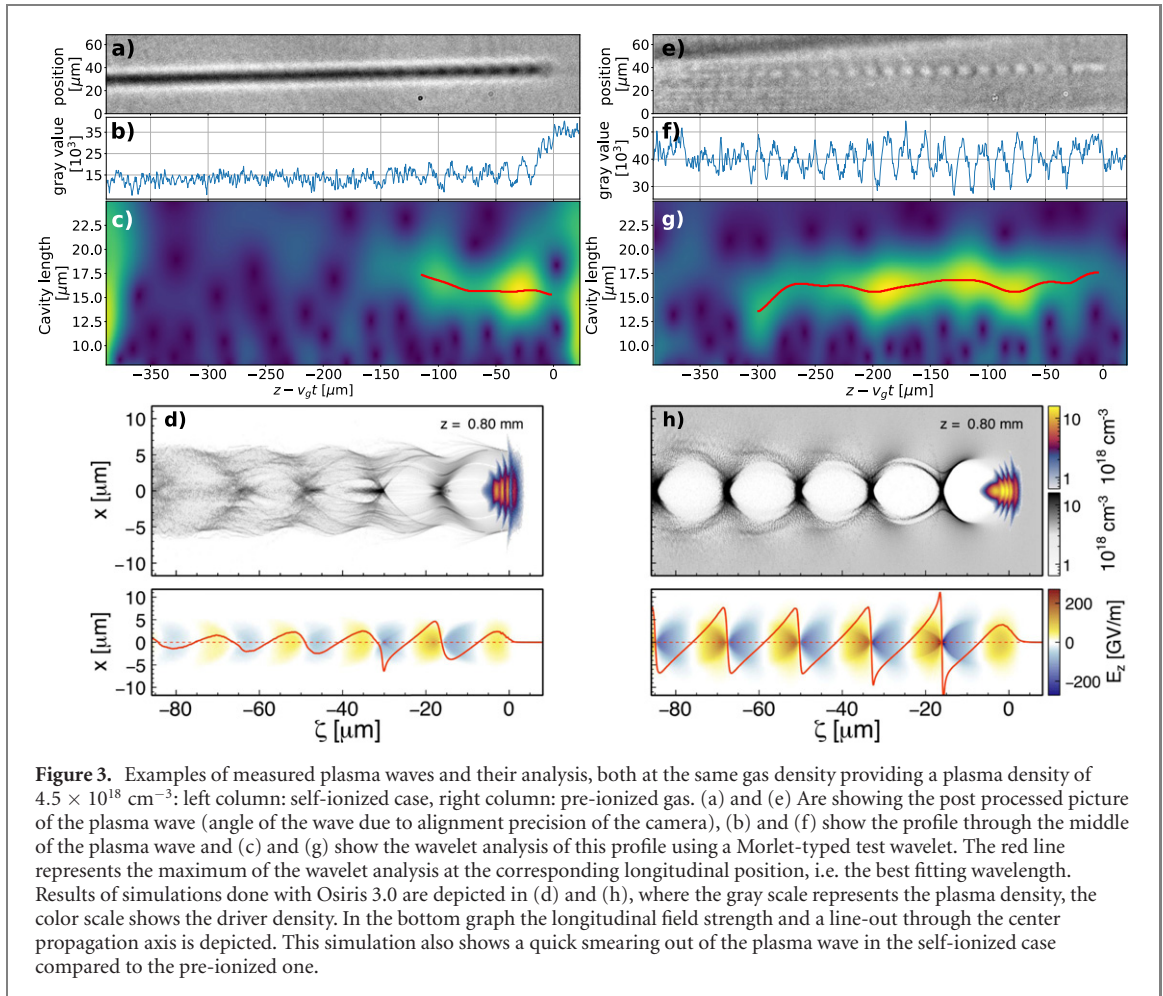 a)
position
[μm]
60
40
20
0
b)
gray value
[10³]
35
25
15
c)
Cavity length
[μm]
22.5
20.0
17.5
15.0
12.5
10.0
−350 −300 −250 −200 −150 −100 −50 0
z − v_g t [μm]
e)
position
[μm]
60
40
20
0
f)
gray value
[10³]
50
40
30
g)
Cavity length
[μm]
22.5
20.0
17.5
15.0
12.5
10.0
−350 −300 −250 −200 −150 −100 −50 0
z − v_g t [μm]
d)
z = 0.80 mm
x [μm]
10
5
0
−5
−10
x [μm]
10
5
0
−5
−10
−80 −60 −40 −20 0
ζ [μm]
h)
z = 0.80 mm
10
1
10¹⁸ cm⁻³
10
1
10¹⁸ cm⁻³
200
0
−200
E_z [GV/m]
−80 −60 −40 −20 0
ζ [μm]
Figure 3. Examples of measured plasma waves and their analysis, both at the same gas density providing a plasma density of
4.5 × 10¹⁸ cm⁻³: left column: self-ionized case, right column: pre-ionized gas. (a) and (e) Are showing the post processed picture
of the plasma wave (angle of the wave due to alignment precision of the camera), (b) and (f) show the profile through the middle
of the plasma wave and (c) and (g) show the wavelet analysis of this profile using a Morlet-typed test wavelet. The red line
represents the maximum of the wavelet analysis at the corresponding longitudinal position, i.e. the best fitting wavelength.
Results of simulations done with Osiris 3.0 are depicted in (d) and (h), where the gray scale represents the plasma density, the
color scale shows the driver density. In the bottom graph the longitudinal field strength and a line-out through the center
propagation axis is depicted. This simulation also shows a quick smearing out of the plasma wave in the self-ionized case
compared to the pre-ionized one.